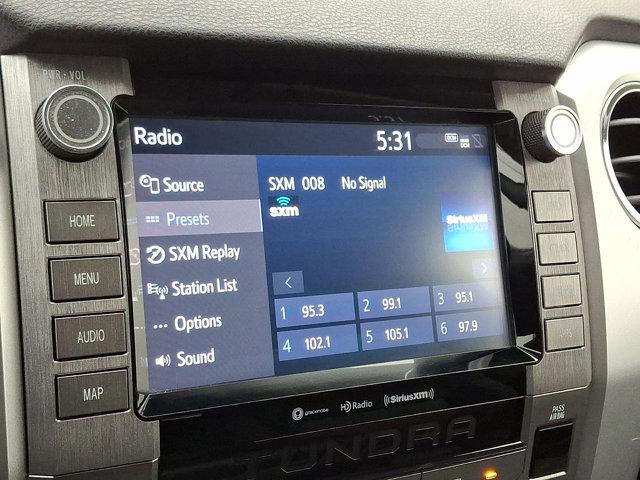 PWR·VOL
Radio
5:31
DCM
DCM
HOME
MENU
AUDIO
MAP
Source
Presets
SXM Replay
Station List
Options
Sound
SXM 008 No Signal
sxm
SiriusXM
1 95.3
2 99.1
3 95.1
4 102.1
5 105.1
6 97.9
gracenote
HD Radio
((SiriusXM))
TUNDRA
PASS
AIRBAG